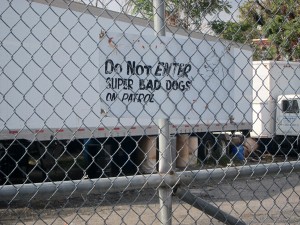 Do Not ENTER
SUPER BAD DOGS
ON PATROL